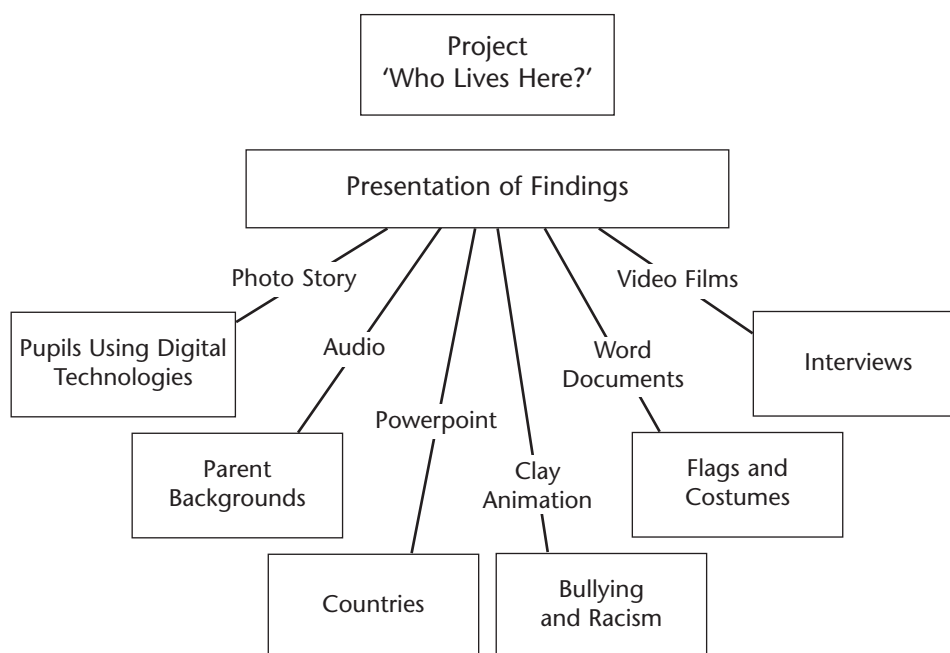 Project
‘Who Lives Here?’
Presentation of Findings
Photo Story
Video Films
Pupils Using Digital
Technologies
Audio
Word
Documents
Interviews
Powerpoint
Parent
Backgrounds
Clay
Animation
Flags and
Costumes
Countries
Bullying
and Racism